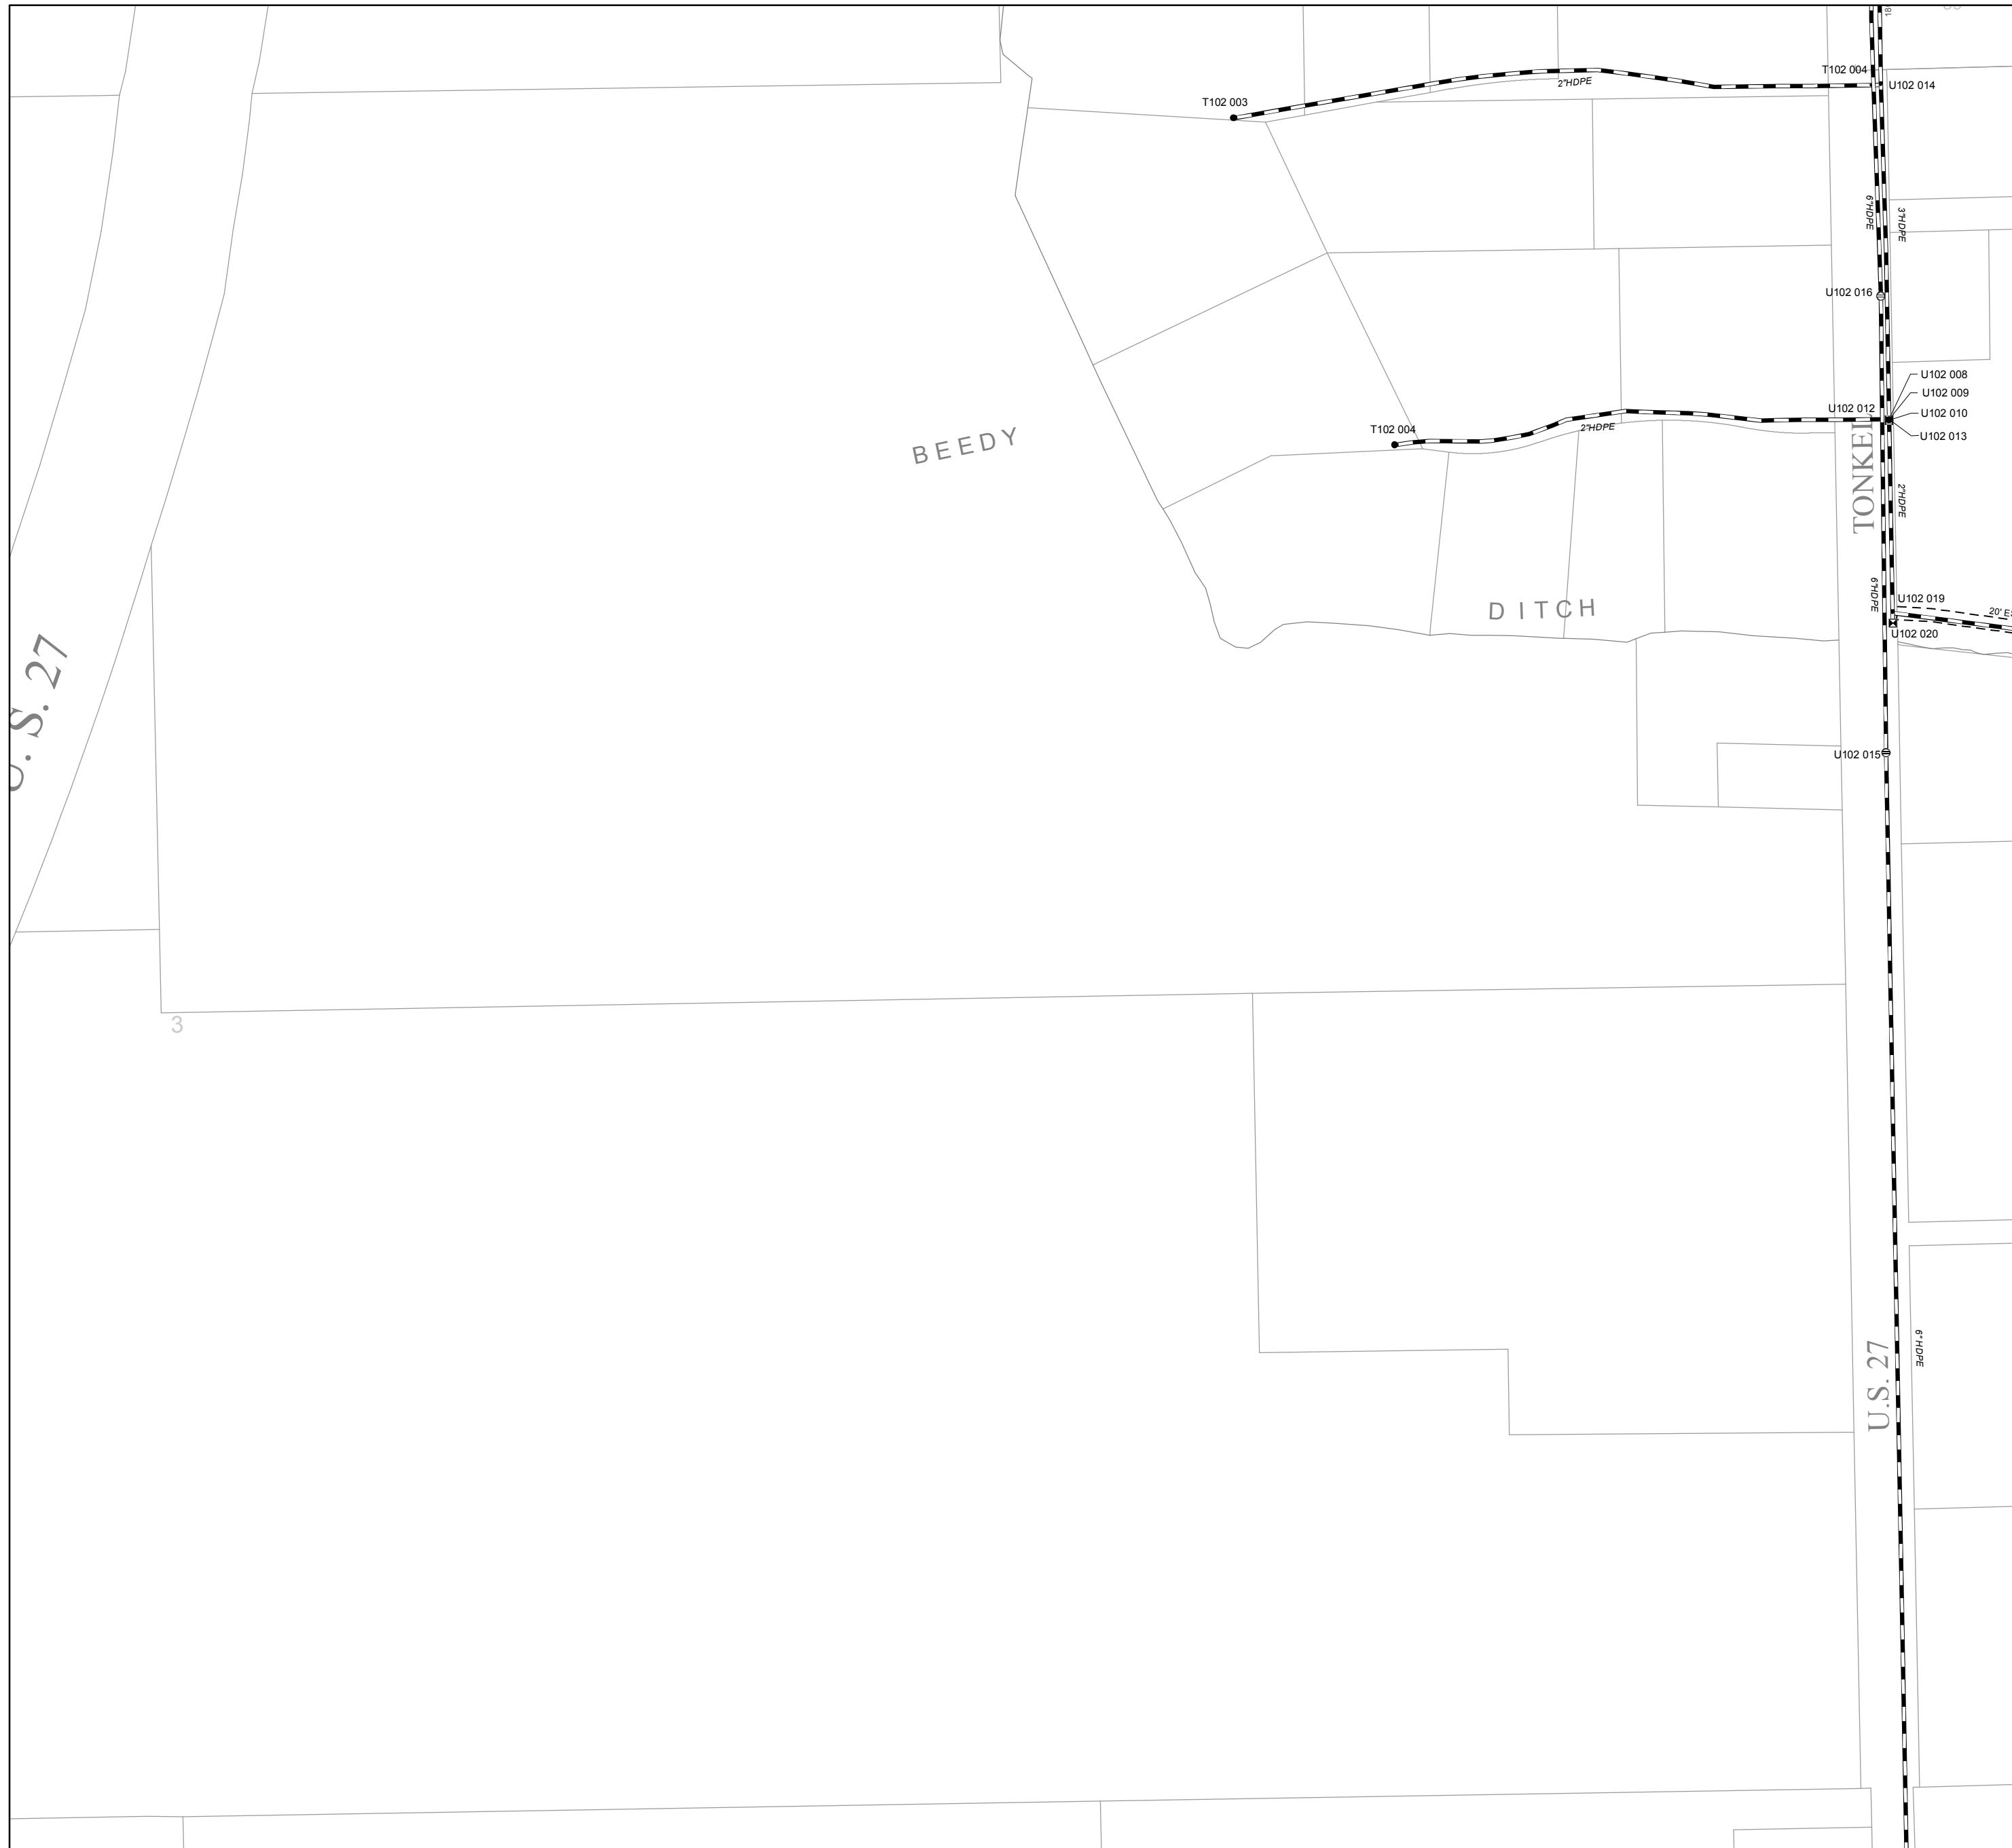 T102 004
U102 014
2"HDPE
T102 003
6"HDPE
3"HDPE
U102 016
U102 008
U102 009
U102 010
U102 013
U102 012
T102 004
2"HDPE
BEEDY
TONKEL
2"HDPE
6"HDPE
DITCH
U102 019
20'
U102 020
U.S. 27
U102 015
3
6" HDPE
U.S. 27